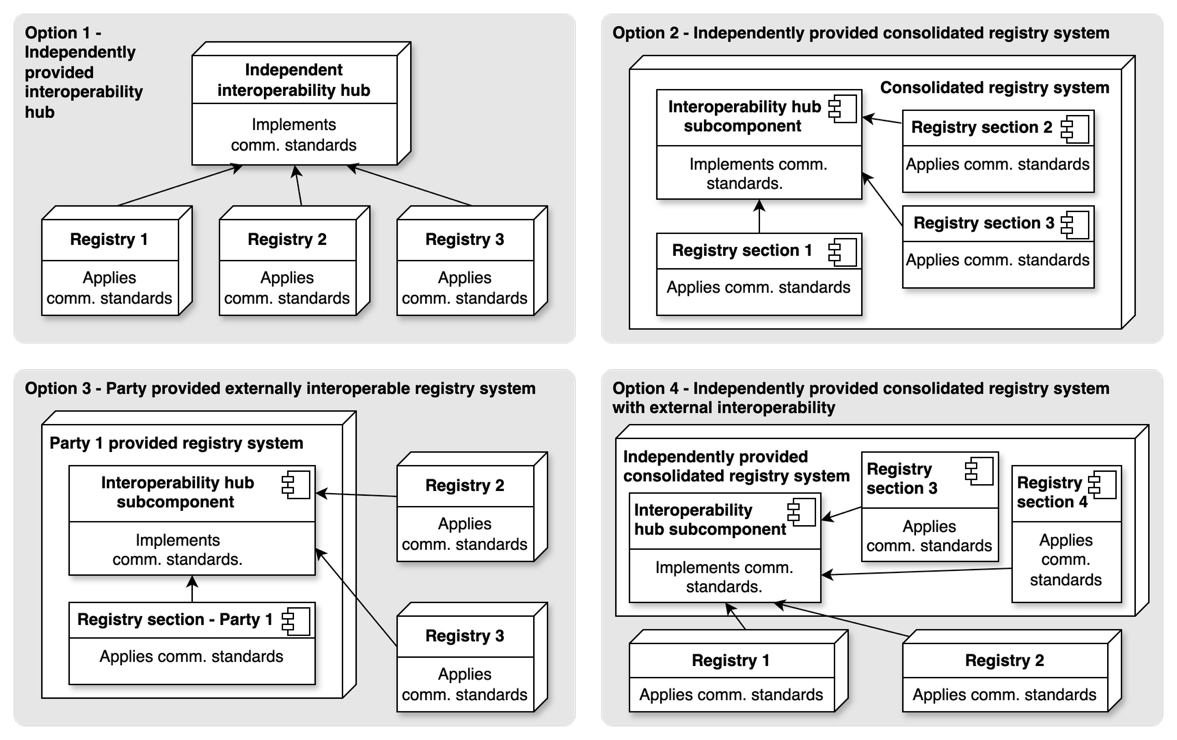 Option 1 -
Independently
provided
interoperability
hub
Independent
interoperability hub
Implements
comm. standards
Registry 1
Applies
comm. standards
Registry 2
Applies
comm. standards
Registry 3
Applies
comm. standards
Option 2 - Independently provided consolidated registry system
Consolidated registry system
Interoperability hub
subcomponent
Implements comm.
standards.
Registry section 2
Applies comm. standards
Registry section 3
Applies comm. standards
Registry section 1
Applies comm. standards
Option 3 - Party provided externally interoperable registry system
Party 1 provided registry system
Interoperability hub
subcomponent
Implements
comm. standards.
Registry section - Party 1
Applies comm. standards
Registry 2
Applies
comm. standards
Registry 3
Applies
comm. standards
Option 4 - Independently provided consolidated registry system
with external interoperability
Independently provided
consolidated registry system
Interoperability
hub subcomponent
Implements comm.
standards.
Registry
section 3
Applies
comm. standards
Registry
section 4
Applies
comm.
standards
Registry 1
Applies comm. standards
Registry 2
Applies comm. standards